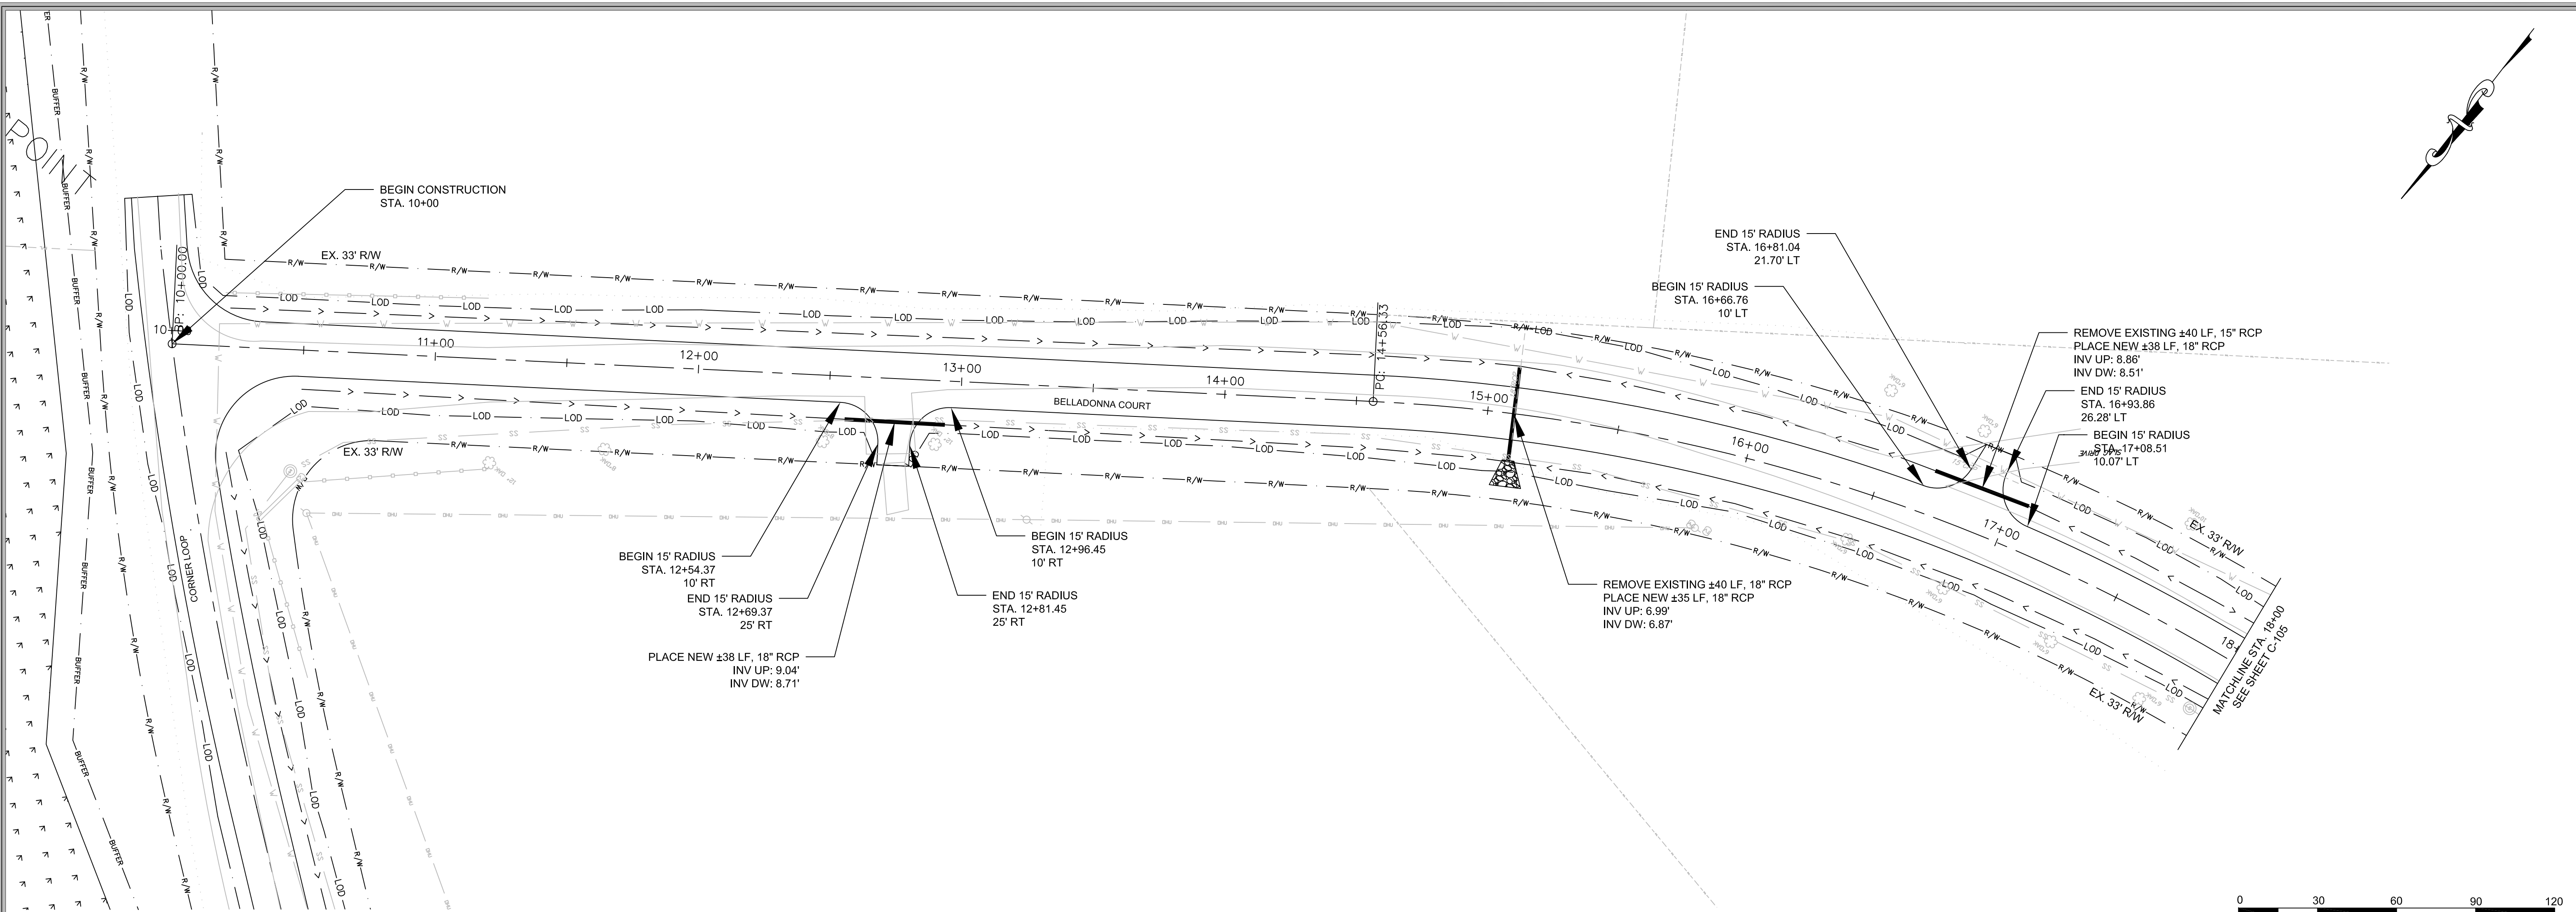 POINT
BEGIN CONSTRUCTION
STA. 10+00
BP: 10+00.00
10+
EX. 33' R/W
11+00
12+00
13+00
14+00
PC: 14+56.33
15+00
16+00
17+00
18+
BELLADONNA COURT
EX. 33' R/W
CORNER LOOP
BEGIN 15' RADIUS
STA. 12+54.37
10' RT
END 15' RADIUS
STA. 12+69.37
25' RT
PLACE NEW ±38 LF, 18" RCP
INV UP: 9.04'
INV DW: 8.71'
BEGIN 15' RADIUS
STA. 12+96.45
10' RT
END 15' RADIUS
STA. 12+81.45
25' RT
REMOVE EXISTING ±40 LF, 18" RCP
PLACE NEW ±35 LF, 18" RCP
INV UP: 6.99'
INV DW: 6.87'
END 15' RADIUS
STA. 16+81.04
21.70' LT
BEGIN 15' RADIUS
STA. 16+66.76
10' LT
REMOVE EXISTING ±40 LF, 15" RCP
PLACE NEW ±38 LF, 18" RCP
INV UP: 8.86'
INV DW: 8.51'
END 15' RADIUS
STA. 16+93.86
26.28' LT
BEGIN 15' RADIUS
STA. 17+08.51
10.07' LT
EX. 33' R/W
EX. 33' R/W
MATCHLINE STA. 18+00
SEE SHEET C-105
BUFFER
R/W
LOD
W
SS
OHU
0 30 60 90 120